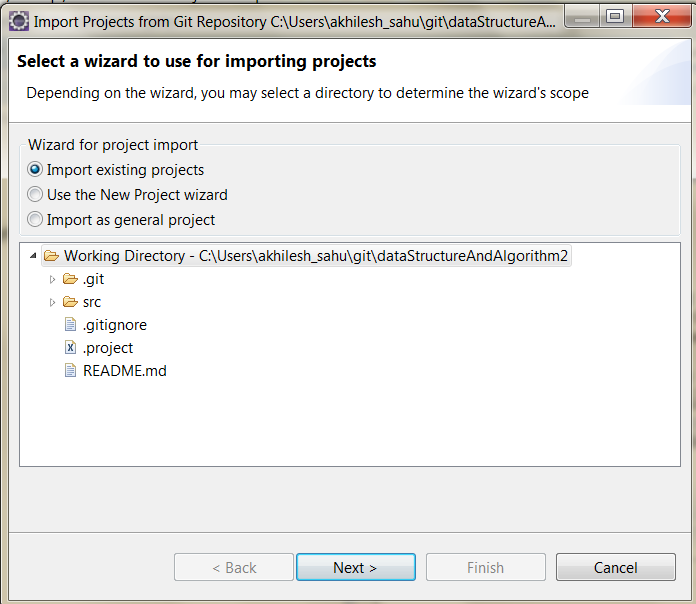 Import Projects from Git Repository C:\Users\akhilesh_sahu\git\dataStructureA...
Select a wizard to use for importing projects
Depending on the wizard, you may select a directory to determine the wizard's scope
Wizard for project import
Import existing projects
Use the New Project wizard
Import as general project
Working Directory - C:\Users\akhilesh_sahu\git\dataStructureAndAlgorithm2
.git
src
.gitignore
.project
README.md
< Back Next > Finish Cancel